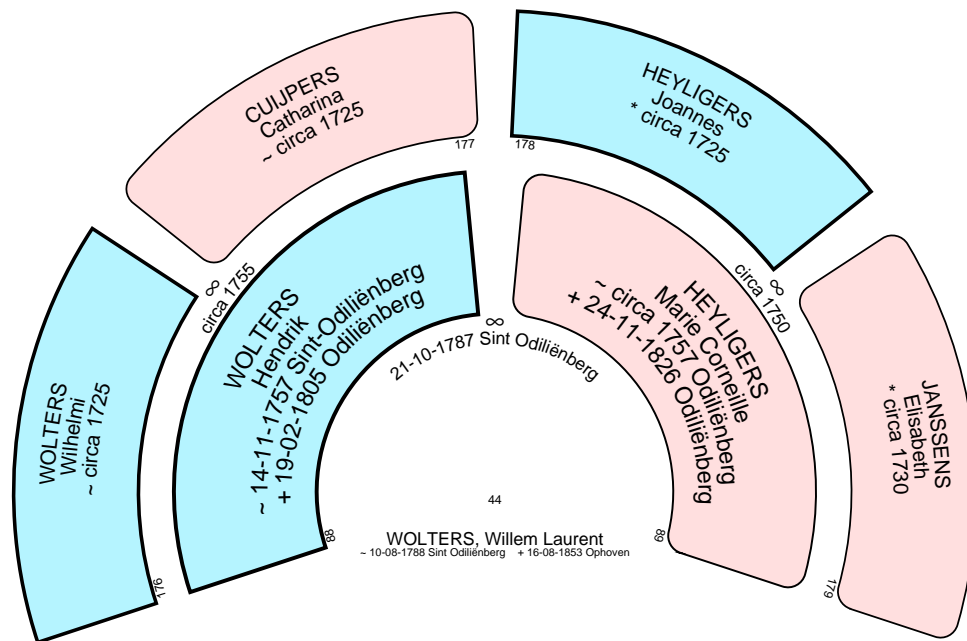 CUIJPERS
Catharina
~ circa 1725
177
HEYLIGERS
Joannes
* circa 1725
178
WOLTERS
Wilhelmi
~ circa 1725
176
∞
circa 1755
WOLTERS
Hendrik
~ 14-11-1757 Sint-Odiliënberg
+ 19-02-1805 Odiliënberg
88
∞
21-10-1787 Sint Odiliënberg
HEYLIGERS
Marie Corneille
~ circa 1757 Odiliënberg
+ 24-11-1826 Odiliënberg
89
∞
circa 1750
JANSSENS
Elisabeth
* circa 1730
179
44
WOLTERS, Willem Laurent
~ 10-08-1788 Sint Odiliënberg + 16-08-1853 Ophoven